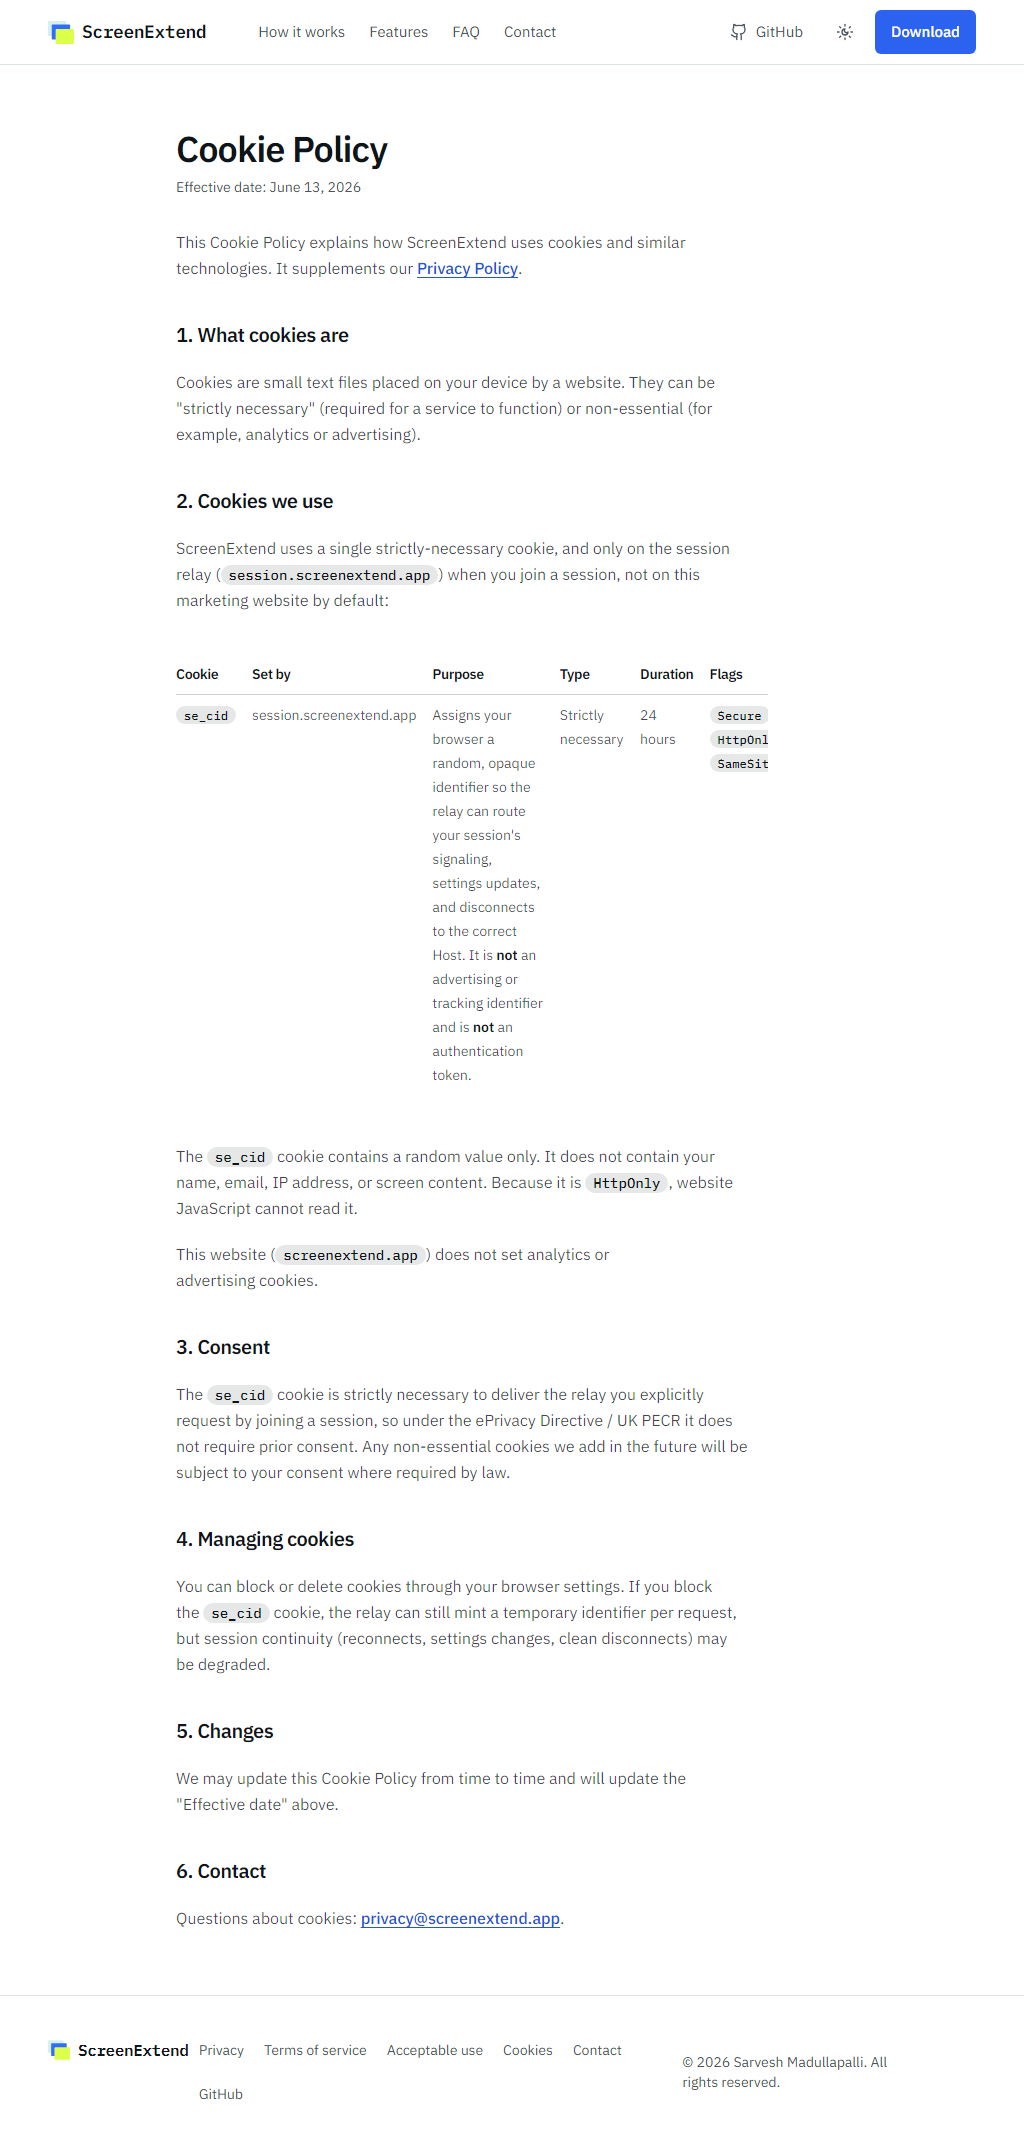 ScreenExtend
How it works
Features
FAQ
Contact
GitHub
Download
Cookie Policy
Effective date: June 13, 2026
This Cookie Policy explains how ScreenExtend uses cookies and similar
technologies. It supplements our Privacy Policy.
1. What cookies are
Cookies are small text files placed on your device by a website. They can be
"strictly necessary" (required for a service to function) or non-essential (for
example, analytics or advertising).
2. Cookies we use
ScreenExtend uses a single strictly-necessary cookie, and only on the session
relay (session.screenextend.app) when you join a session, not on this
marketing website by default:
Cookie
Set by
Purpose
Type
Duration
Flags
se_cid
session.screenextend.app
Assigns your
browser a
random, opaque
identifier so the
relay can route
your session's
signaling,
settings updates,
and disconnects
to the correct
Host. It is not an
advertising or
tracking identifier
and is not an
authentication
token.
Strictly
necessary
24
hours
Secure
HttpOnl
SameSit
The se_cid cookie contains a random value only. It does not contain your
name, email, IP address, or screen content. Because it is HttpOnly, website
JavaScript cannot read it.
This website (screenextend.app) does not set analytics or
advertising cookies.
3. Consent
The se_cid cookie is strictly necessary to deliver the relay you explicitly
request by joining a session, so under the ePrivacy Directive / UK PECR it does
not require prior consent. Any non-essential cookies we add in the future will be
subject to your consent where required by law.
4. Managing cookies
You can block or delete cookies through your browser settings. If you block
the se_cid cookie, the relay can still mint a temporary identifier per request,
but session continuity (reconnects, settings changes, clean disconnects) may
be degraded.
5. Changes
We may update this Cookie Policy from time to time and will update the
"Effective date" above.
6. Contact
Questions about cookies: privacy@screenextend.app.
ScreenExtend
Privacy
Terms of service
Acceptable use
Cookies
Contact
GitHub
© 2026 Sarvesh Madullapalli. All
rights reserved.